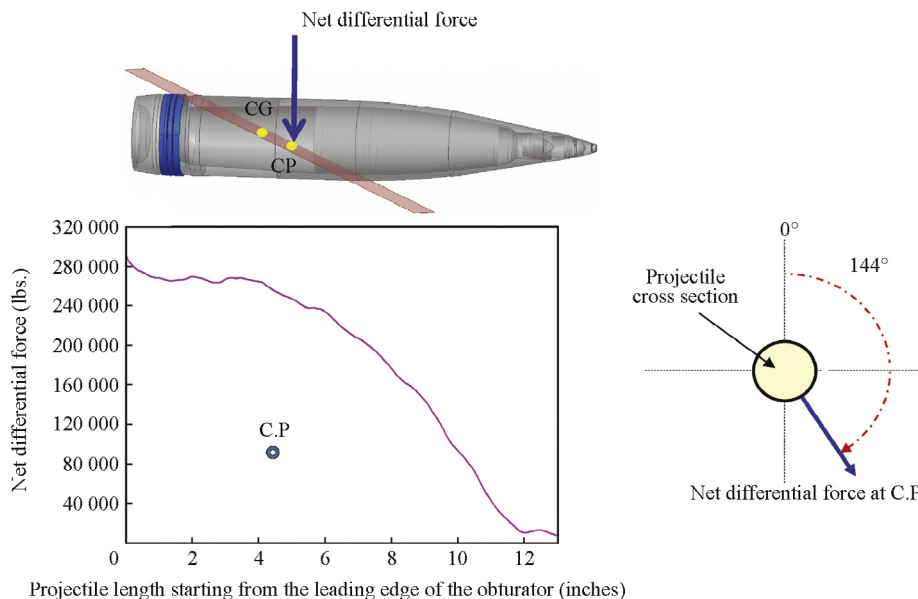 Net differential force
CG
CP
320 000
280 000
240 000
200 000
160 000
120 000
80 000
40 000
Net differential force (lbs.)
C.P
0
2
4
6
8
10
12
Projectile length starting from the leading edge of the obturator (inches)
0°
144°
Projectile
cross section
Net differential force at C.P